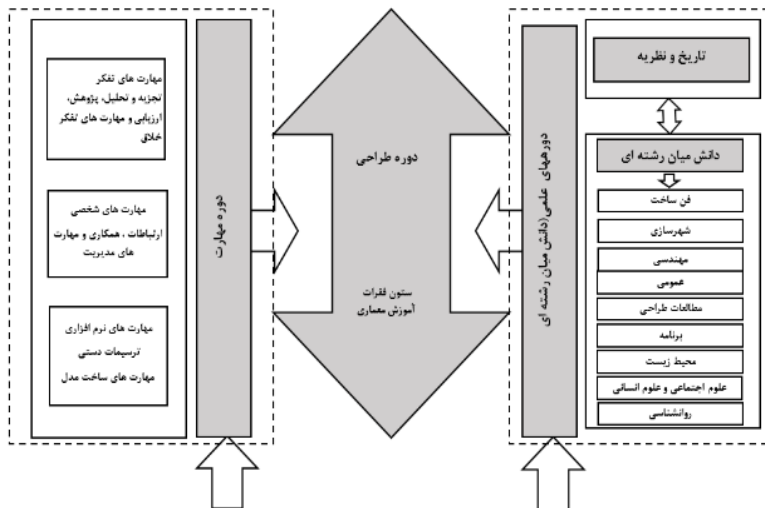 تاریخ و نظریه
دانش میان رشته ای
فن ساخت
شهرسازی
مهندسی
عمومی
مطالعات طراحی
برنامه
محیط زیست
علوم اجتماعی و علوم انسانی
روانشناسی
دورههای علمی(دانش میان رشته ای
دوره طراحی
ستون فقرات
آموزش معماری
دوره مهارت
مهارت های تفکر
تجزیه و تحلیل، پژوهش،
ارزیابی و مهارت های تفکر
خلاق
مهارت های شخصی
ارتباطات ، همکاری و مهارت
های مدیریت
مهارت های نرم افزاری
ترسیمات دستی
مهارت های ساخت مدل